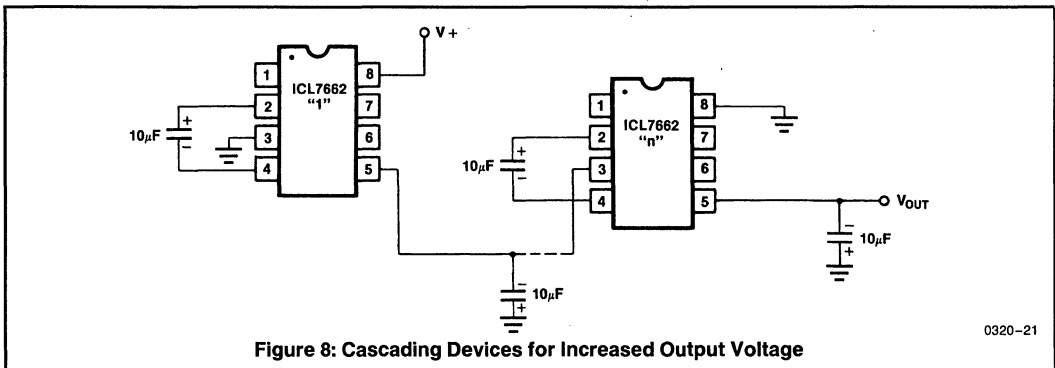 V+
1
2
3
4
ICL7662
"1"
8
7
6
5
+
10μF
−
1
2
3
4
ICL7662
"n"
8
7
6
5
+
10μF
−
−
10μF
+
VOUT
−
10μF
+
0320-21
Figure 8: Cascading Devices for Increased Output Voltage